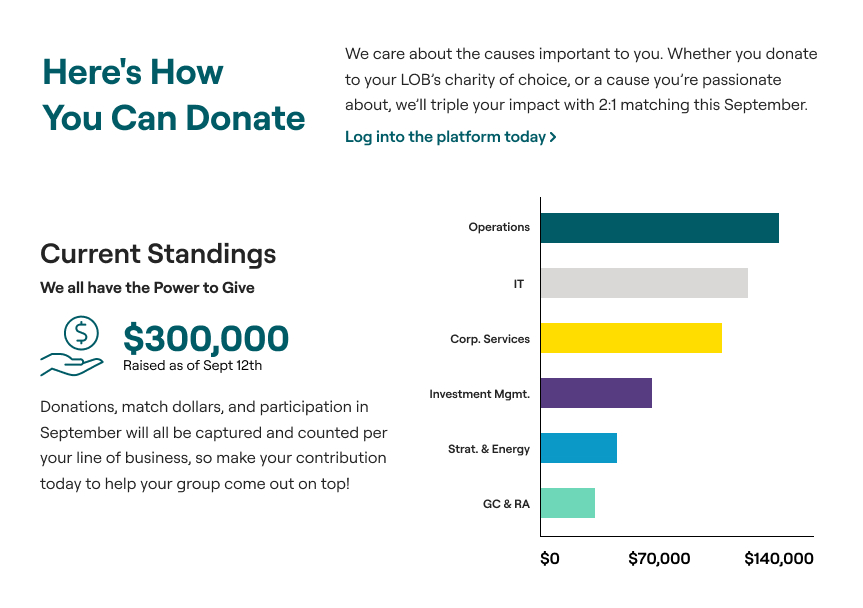 Here's How
You Can Donate
We care about the causes important to you. Whether you donate
to your LOB’s charity of choice, or a cause you’re passionate
about, we’ll triple your impact with 2:1 matching this September.
Log into the platform today >
Current Standings
We all have the Power to Give
$
$300,000
Raised as of Sept 12th
Donations, match dollars, and participation in
September will all be captured and counted per
your line of business, so make your contribution
today to help your group come out on top!
Operations
IT
Corp. Services
Investment Mgmt.
Strat. & Energy
GC & RA
$0 $70,000 $140,000